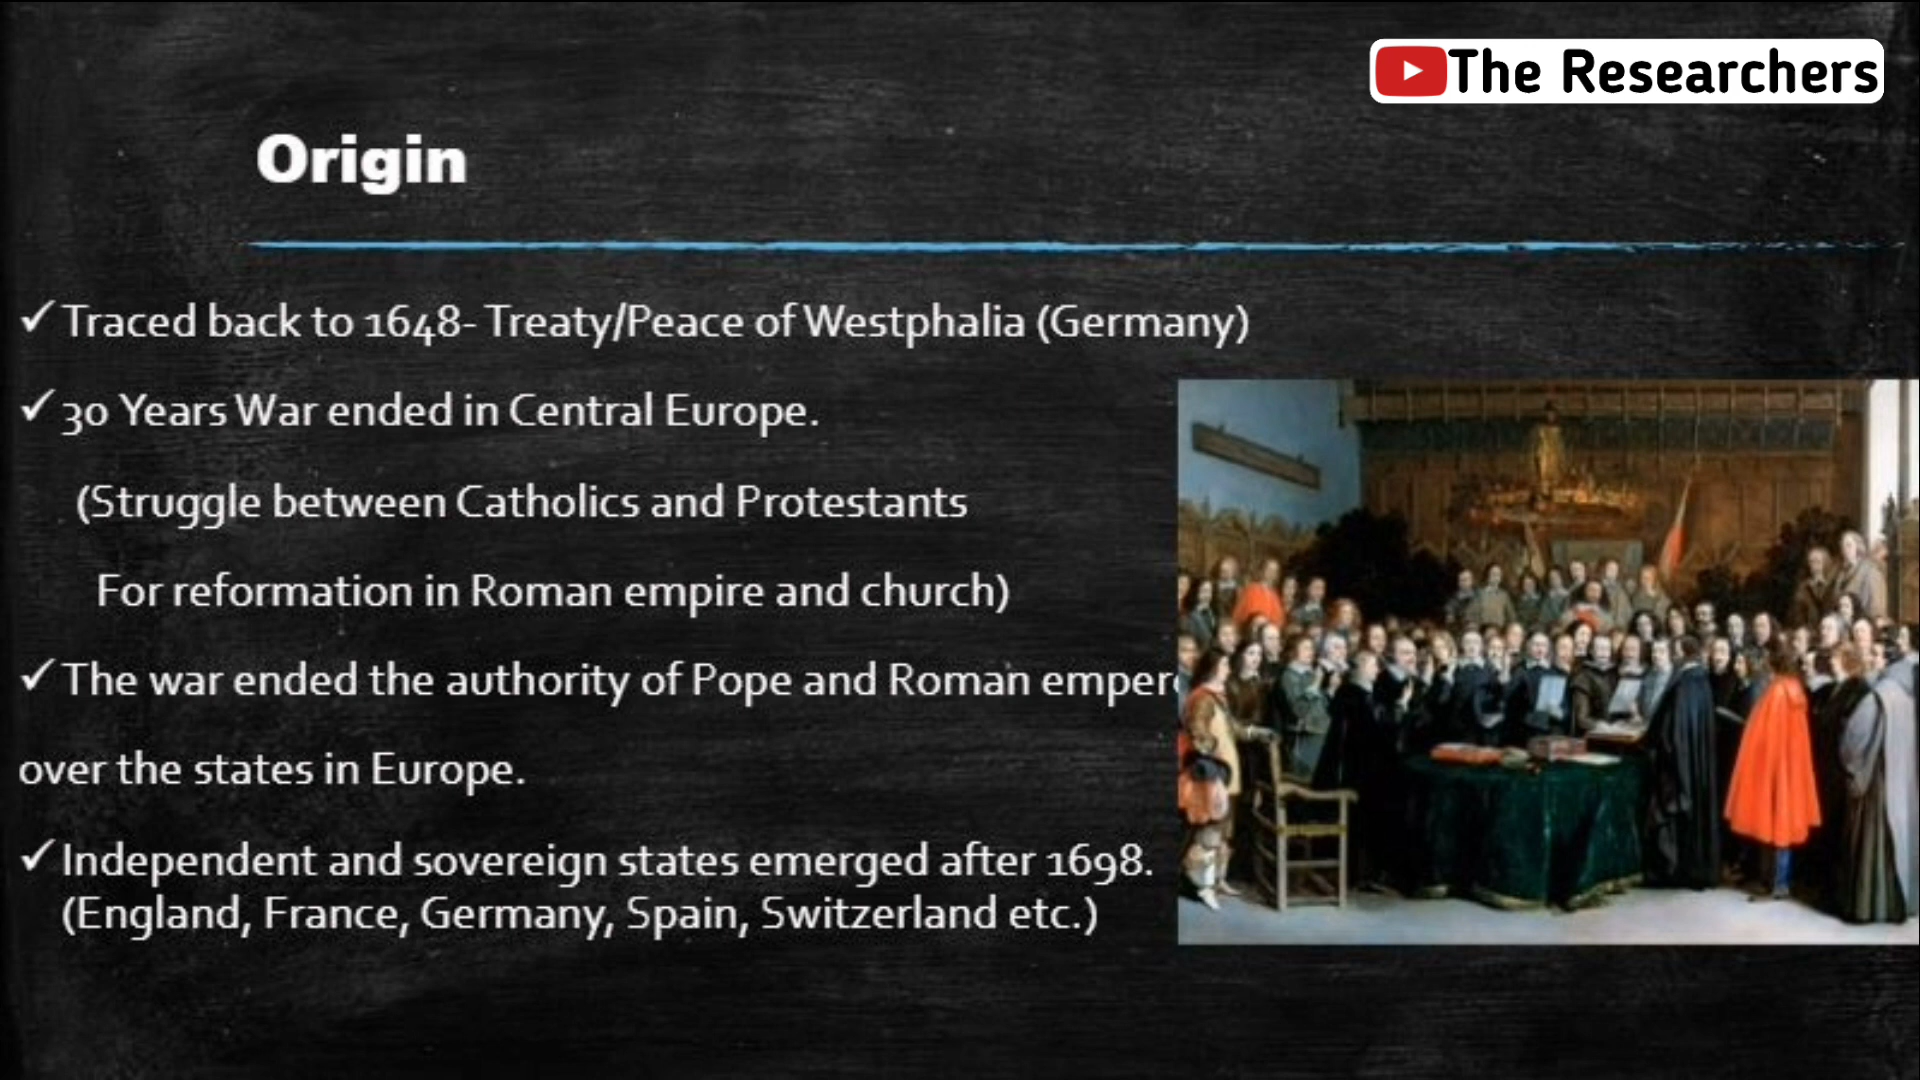 The Researchers
Origin
✓ Traced back to 1648- Treaty/Peace of Westphalia (Germany)
✓ 30 Years War ended in Central Europe.
(Struggle between Catholics and Protestants
For reformation in Roman empire and church)
✓ The war ended the authority of Pope and Roman
over the states in Europe.
✓ Independent and sovereign states emerged after 1698.
(England, France, Germany, Spain, Switzerland etc.)